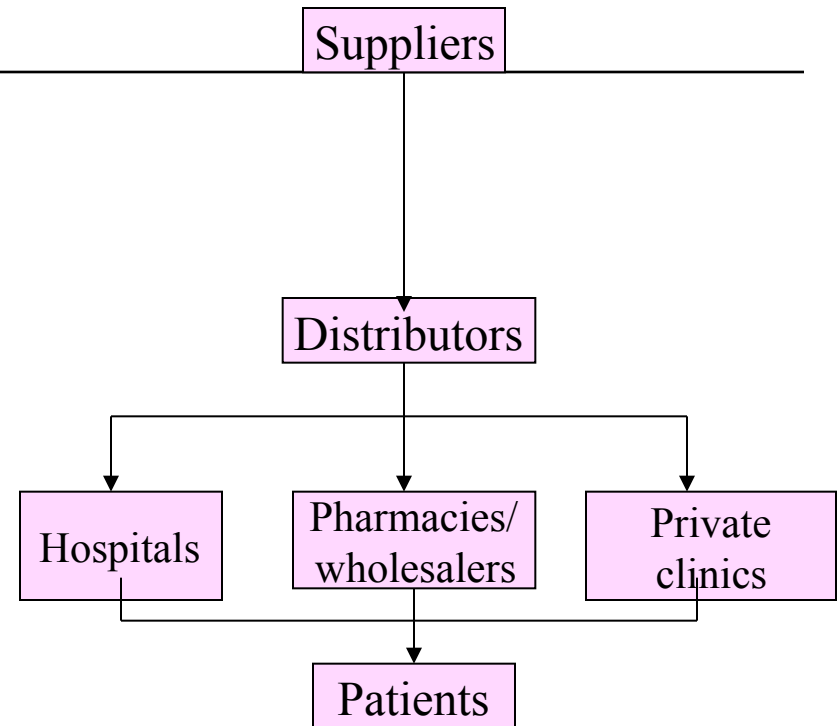 Suppliers
Distributors
Hospitals
Pharmacies/
wholesalers
Private
clinics
Patients